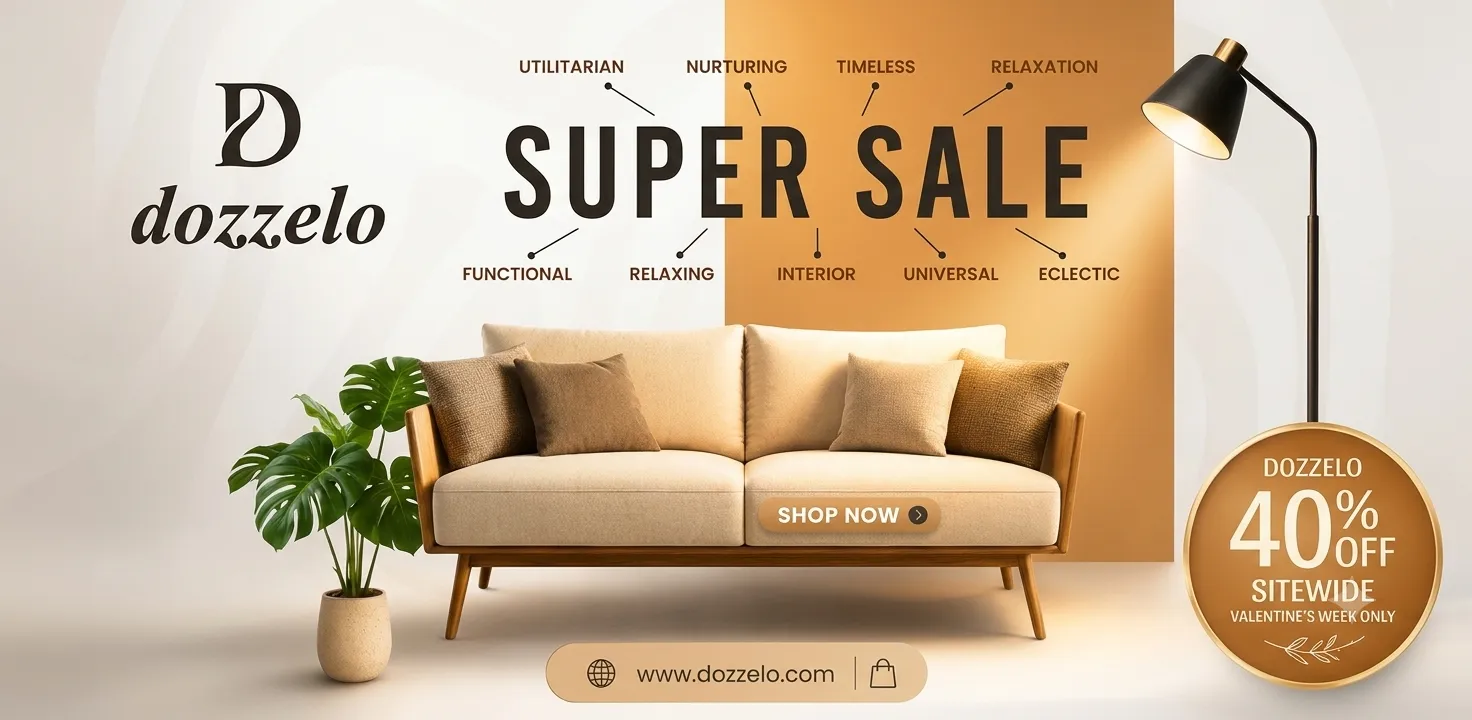 D
dozzelo
UTILITARIAN NURTURING TIMELESS RELAXATION
SUPER SALE
FUNCTIONAL RELAXING INTERIOR UNIVERSAL ECLECTIC
SHOP NOW
DOZZELO
40% OFF
SITEWIDE
VALENTINE'S WEEK ONLY
www.dozzelo.com